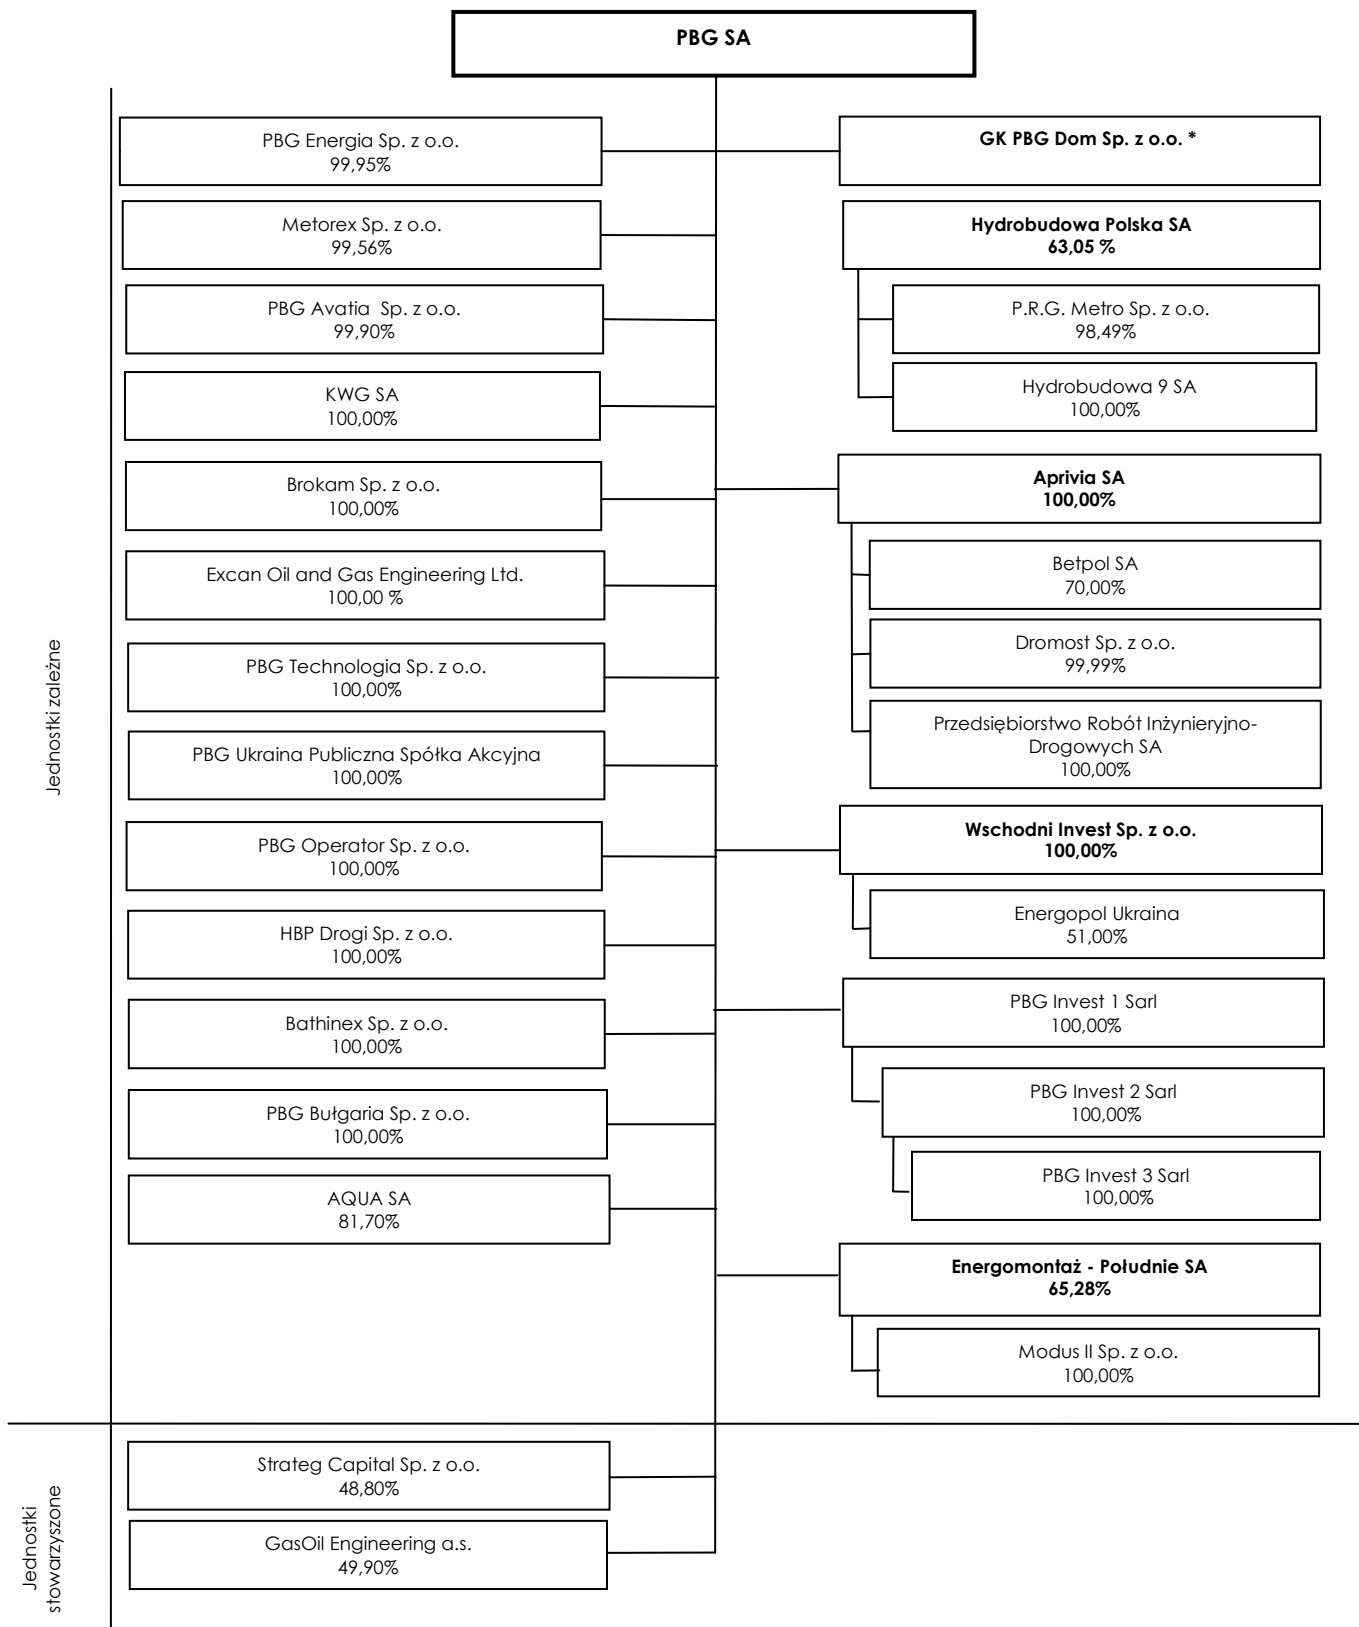 PBG SA
Jednostki zależne
PBG Energia Sp. z o.o.
99,95%
Metorex Sp. z o.o.
99,56%
PBG Avatia Sp. z o.o.
99,90%
KWG SA
100,00%
Brokam Sp. z o.o.
100,00%
Excan Oil and Gas Engineering Ltd.
100,00 %
PBG Technologia Sp. z o.o.
100,00%
PBG Ukraina Publiczna Spółka Akcyjna
100,00%
PBG Operator Sp. z o.o.
100,00%
HBP Drogi Sp. z o.o.
100,00%
Bathinex Sp. z o.o.
100,00%
PBG Bułgaria Sp. z o.o.
100,00%
AQUA SA
81,70%
GK PBG Dom Sp. z o.o. *
Hydrobudowa Polska SA
63,05 %
P.R.G. Metro Sp. z o.o.
98,49%
Hydrobudowa 9 SA
100,00%
Aprivia SA
100,00%
Betpol SA
70,00%
Dromost Sp. z o.o.
99,99%
Przedsiębiorstwo Robót Inżynieryjno-
Drogowych SA
100,00%
Wschodni Invest Sp. z o.o.
100,00%
Energopol Ukraina
51,00%
PBG Invest 1 Sarl
100,00%
PBG Invest 2 Sarl
100,00%
PBG Invest 3 Sarl
100,00%
Energomontaż - Południe SA
65,28%
Modus II Sp. z o.o.
100,00%
Jednostki
stowarzyszone
Strateg Capital Sp. z o.o.
48,80%
GasOil Engineering a.s.
49,90%